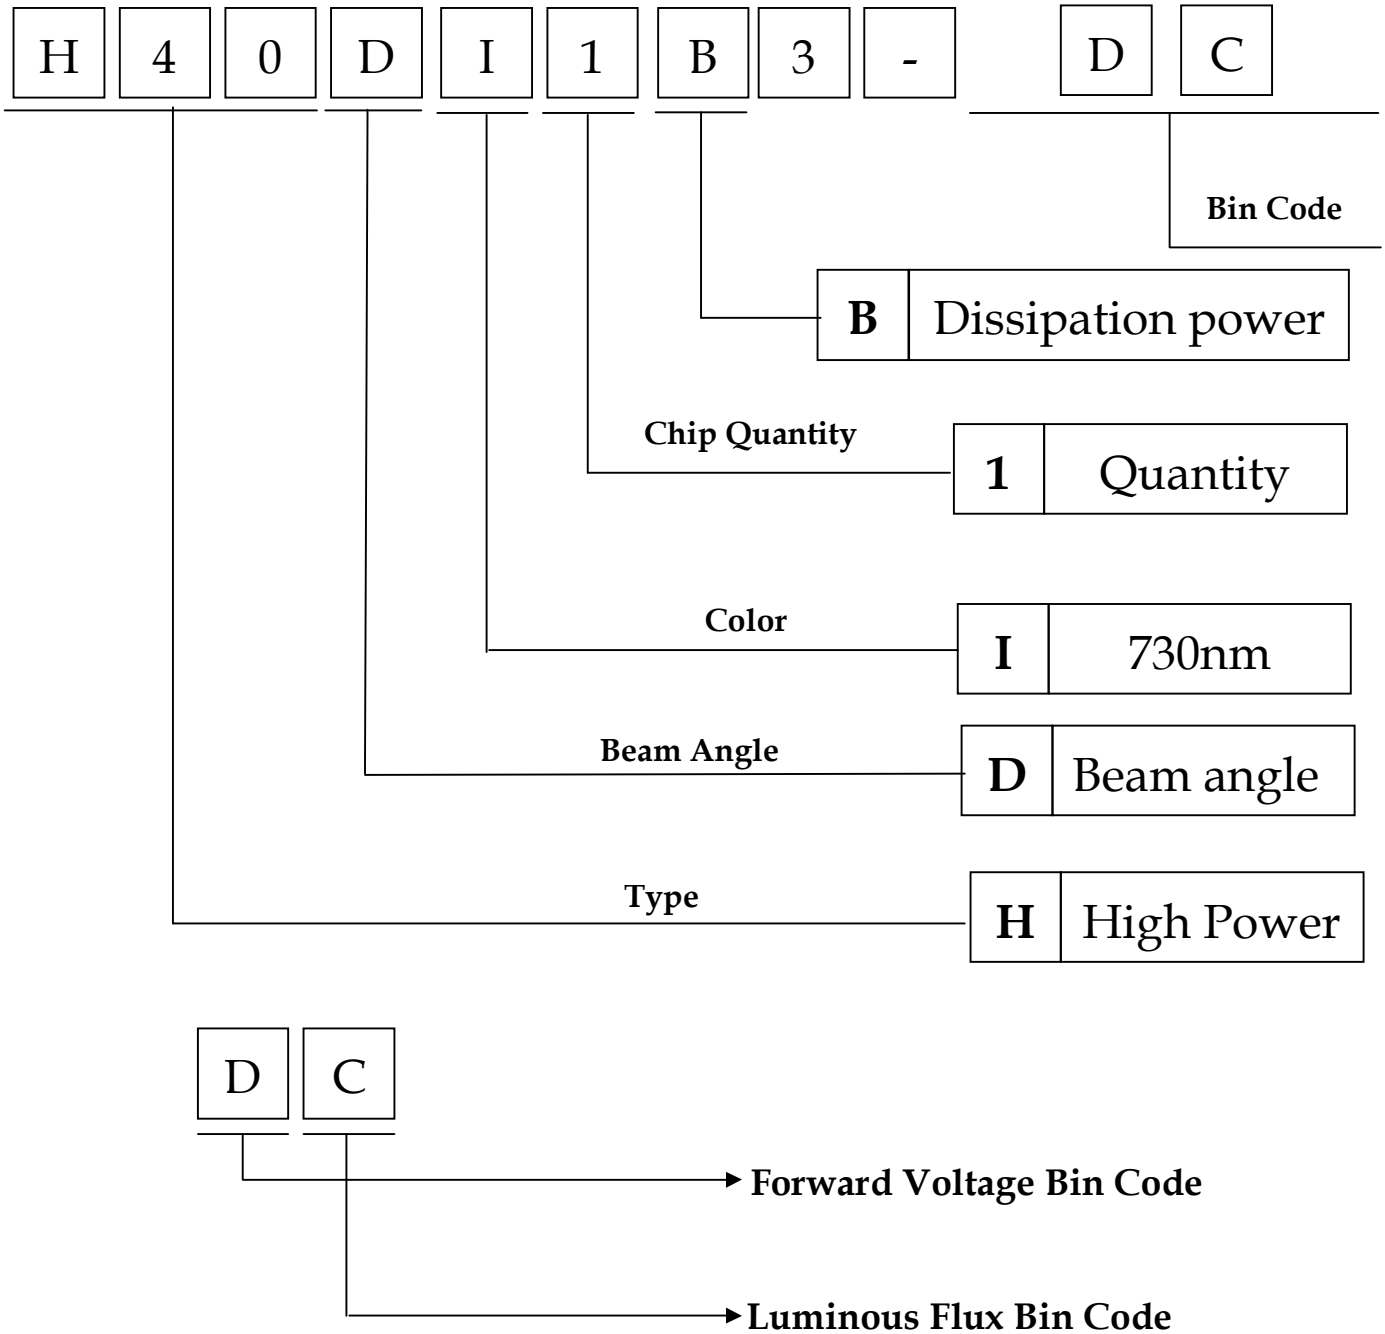 H 4 0 D I 1 B 3 - D C
Bin Code
B Dissipation power
Chip Quantity
1 Quantity
Color
I 730nm
Beam Angle
D Beam angle
Type
H High Power
D C
Forward Voltage Bin Code
Luminous Flux Bin Code